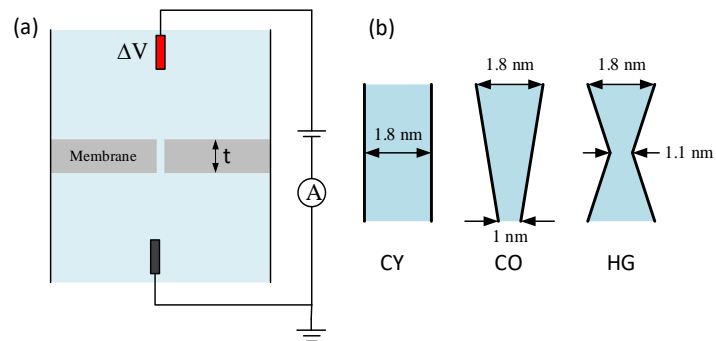 (a)
ΔV
Membrane
t
A
(b)
1.8 nm
1.8 nm
1.8 nm
1.1 nm
1 nm
CY
CO
HG